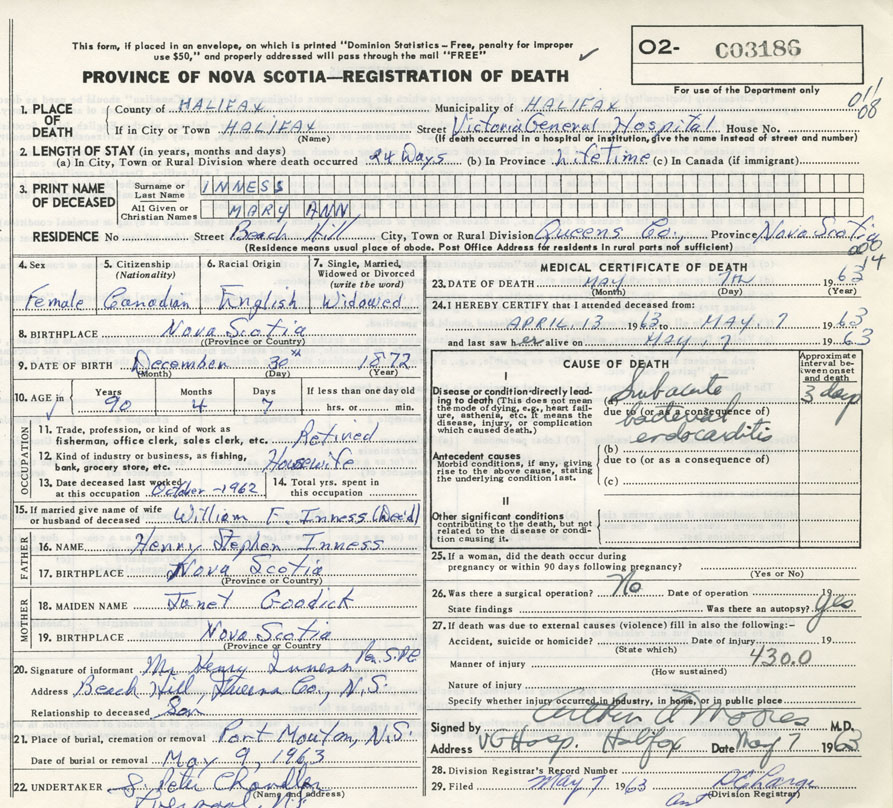 This form, if placed in an envelope, on which is printed "Dominion Statistics – Free, penalty for improper
use $50," and properly addressed will pass through the mail "FREE"
PROVINCE OF NOVA SCOTIA—REGISTRATION OF DEATH
O2- C03186
For use of the Department only
1. PLACE OF DEATH County of HALIFAX Municipality of HALIFAX
If in City or Town HALIFAX Street Victoria General Hospital House No.
(Name) (If death occurred in a hospital or institution, give the name instead of street and number)
2. LENGTH OF STAY (in years, months and days)
(a) In City, Town or Rural Division where death occurred 24 Days (b) In Province Lifetime (c) In Canada (if immigrant)
3. PRINT NAME OF DECEASED Surname or Last Name INNESS
All Given or Christian Names MARY ANN
RESIDENCE No Street Beach Hill City, Town or Rural Division Queens Co., Province Nova Scotia
(Residence means usual place of abode. Post Office Address for residents in rural parts not sufficient)
4. Sex 5. Citizenship (Nationality) 6. Racial Origin 7. Single, Married, Widowed or Divorced (write the word)
Female Canadian English Widowed
8. BIRTHPLACE Nova Scotia
(Province or Country)
9. DATE OF BIRTH December 30th 1872
(Month) (Day) (Year)
10. AGE in Years Months Days If less than one day old
90 4 7 hrs. or min.
OCCUPATION
11. Trade, profession, or kind of work as
fisherman, office clerk, sales clerk, etc. Retired
12. Kind of industry or business, as fishing,
bank, grocery store, etc. Housewife
13. Date deceased last worked
at this occupation October - 1962 14. Total yrs. spent in this occupation
15. If married give name of wife
or husband of deceased William F. Inness (Dec'd)
FATHER
16. NAME Henry Stephen Inness
17. BIRTHPLACE Nova Scotia
(Province or Country)
MOTHER
18. MAIDEN NAME Janet Goodick
19. BIRTHPLACE Nova Scotia
(Province or Country)
20. Signature of informant Mr Henry Inness
Address Beach Hill, Queens Co., N.S.
Relationship to deceased Son
21. Place of burial, cremation or removal Port Mouton, N.S.
Date of burial or removal May 9, 1963
22. UNDERTAKER S. Peter Chandler
(Name and address)
MEDICAL CERTIFICATE OF DEATH
23. DATE OF DEATH MAY 7th 1963
(Month) (Day) (Year)
24. I HEREBY CERTIFY that I attended deceased from:
APRIL 13 1963 to MAY 7 1963
and last saw her alive on MAY 7 1963
CAUSE OF DEATH Approximate interval between onset and death
I
Disease or condition directly leading to death (This does not mean the mode of dying, e.g., heart failure, asthenia, etc. It means the disease, injury, or complication which caused death.)
(a) Subacute 3 days
due to (or as a consequence of)
bacterial
endocarditis
Antecedent causes
Morbid conditions, if any, giving rise to the above cause, stating the underlying condition last.
(b)
due to (or as a consequence of)
(c)
II
Other significant conditions
contributing to the death, but not related to the disease or condition causing it.
25. If a woman, did the death occur during
pregnancy or within 90 days following pregnancy?
(Yes or No)
26. Was there a surgical operation? No Date of operation 19
State findings Was there an autopsy? Yes
27. If death was due to external causes (violence) fill in also the following:-
Accident, suicide or homicide? Date of injury 19
(State which)
Manner of injury 430.0
(How sustained)
Nature of injury
Specify whether injury occurred in industry, in home, or in public place
Signed by M.D.
Address VG Hosp. Halifax Date May 7 1963
28. Division Registrar's Record Number
29. Filed May 7 1963
(Division Registrar)